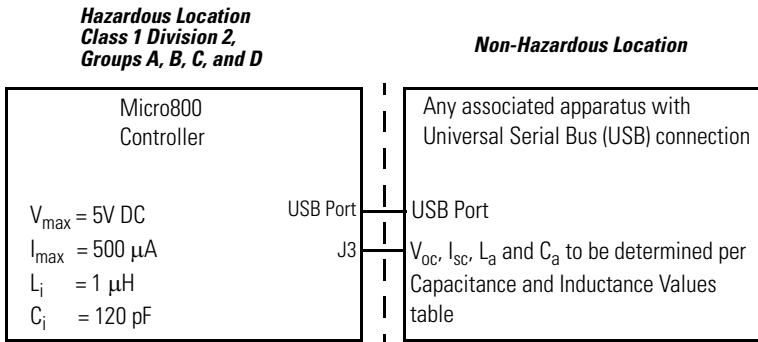 Hazardous Location
Class 1 Division 2,
Groups A, B, C, and D
Non-Hazardous Location
Micro800
Controller
Vmax = 5V DC
Imax = 500 μA
Li = 1 μH
Ci = 120 pF
USB Port
J3
Any associated apparatus with
Universal Serial Bus (USB) connection
USB Port
Voc, Isc, La and Ca to be determined per
Capacitance and Inductance Values
table